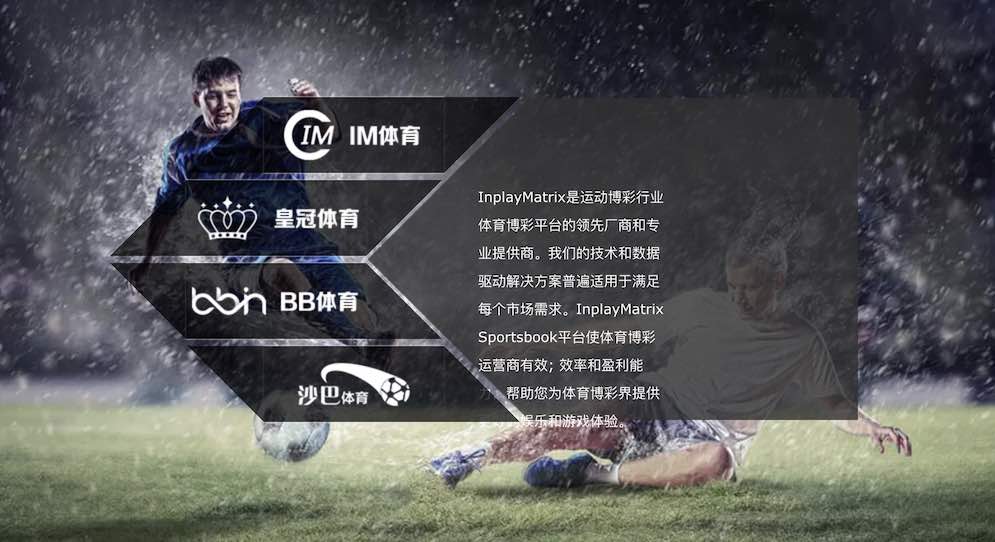 IM IM体育
皇冠体育
bbin BB体育
沙巴体育
InplayMatrix是运动博彩行业
体育博彩平台的领先厂商和专
业提供商。我们的技术和数据
驱动解决方案普遍适用于满足
每个市场需求。InplayMatrix
Sportsbook平台使体育博彩
运营商有效；效率和盈利能
力，帮助您为体育博彩界提供
娱乐和游戏体验。